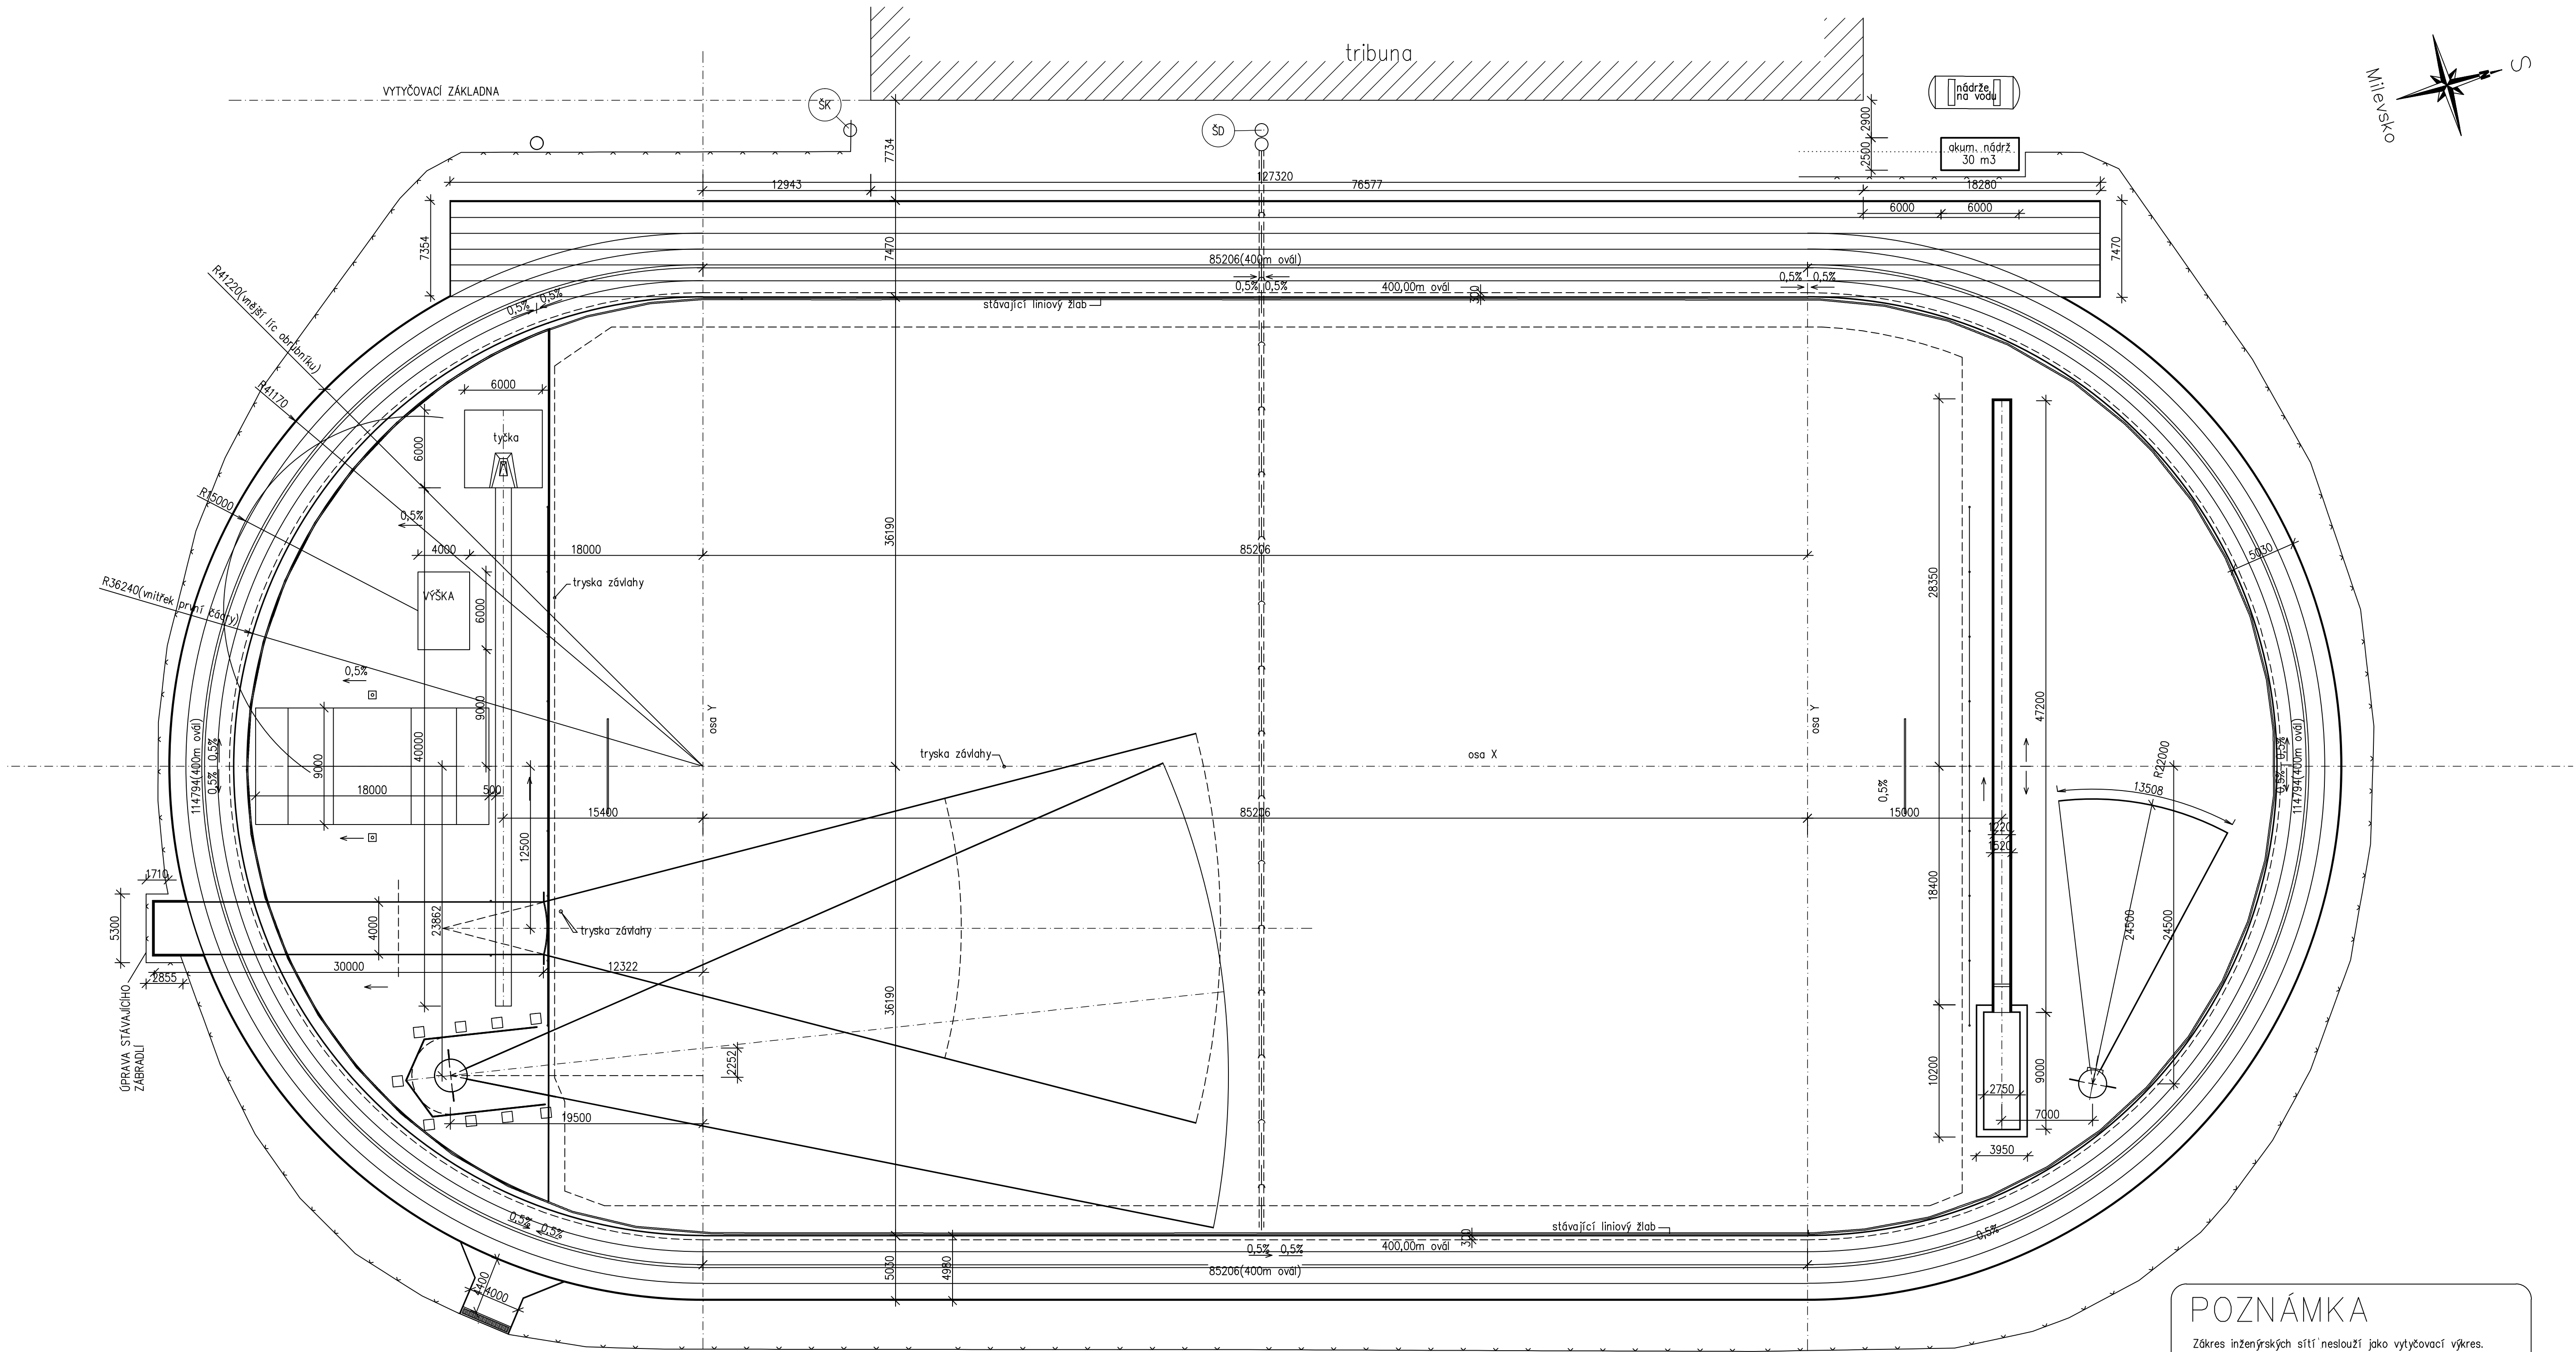 tribuna
VYTYČOVACÍ ZÁKLADNA
ŠK
ŠD
nádrže
na vodu
akum. nádrž
30 m3
S
Milevsko
2900
2500
7734
127320
12943
76577
18280
6000
6000
7354
7470
7470
85206(400m ovál)
0,5%
0,5%
0,5%
0,5%
400,00m ovál
300
0,5%
0,5%
stávající liniový žlab
R41220(vnější líc obrubníku)
R41170
R15000
R36240(vnitřek první čáry)
6000
tyčka
6000
0,5%
4000
18000
36190
85206
5030
tryska závlahy
VÝŠKA
6000
28350
0,5%
9000
40000
9000
47200
osa Y
osa Y
114794(400m ovál)
0,5%
0,5%
tryska závlahy
osa X
0,5%
R22000
13508
0,5%
0,5%
114794(400m ovál)
18000
500
15400
85206
15000
12500
1220
1520
1710
5300
4000
23862
18400
24500
24500
tryska závlahy
30000
12322
2855
36190
ÚPRAVA STÁVAJÍCÍHO
ZÁBRADLÍ
2252
10200
9000
2750
19500
7000
3950
0,5%
0,5%
stávající liniový žlab
300
0,5%
0,5%
0,5%
400,00m ovál
85206(400m ovál)
5030
4980
4400
4000
POZNÁMKA
Zákres inženýrských sítí neslouží jako vytyčovací výkres.